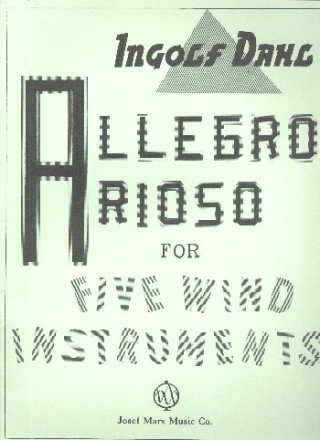 INGOLF DAHL
ALLEGRO
ARIOSO
FOR
FIVE WIND
INSTRUMENTS
Josef Marx Music Co.